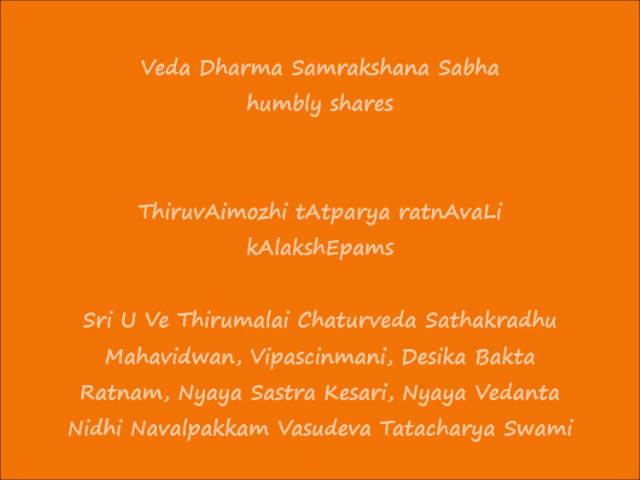 Veda Dharma Samrakshana Sabha
humbly shares
ThiruvAimozhi tAtparya ratnAvaLi
kAlakshEpams
Sri U Ve Thirumalai Chaturveda Sathakradhu
Mahavidwan, Vipascinmani, Desika Bakta
Ratnam, Nyaya Sastra Kesari, Nyaya Vedanta
Nidhi Navalpakkam Vasudeva Tatacharya Swami